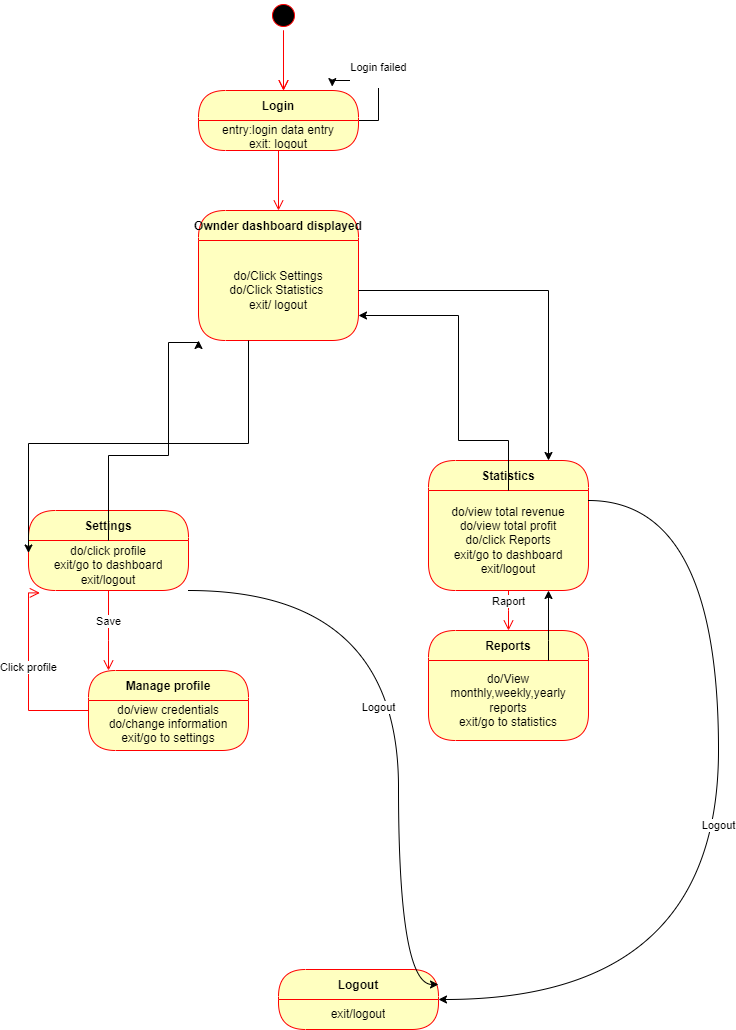 Login failed
Login
entry:login data entry
exit: logout
Ownder dashboard displayed
do/Click Settings
do/Click Statistics
exit/ logout
Statistics
do/view total revenue
do/view total profit
do/click Reports
exit/go to dashboard
exit/logout
Settings
do/click profile
exit/go to dashboard
exit/logout
Raport
Save
Reports
do/View
monthly,weekly,yearly
reports
exit/go to statistics
Click profile
Manage profile
do/view credentials
do/change information
exit/go to settings
Logout
Logout
Logout
exit/logout